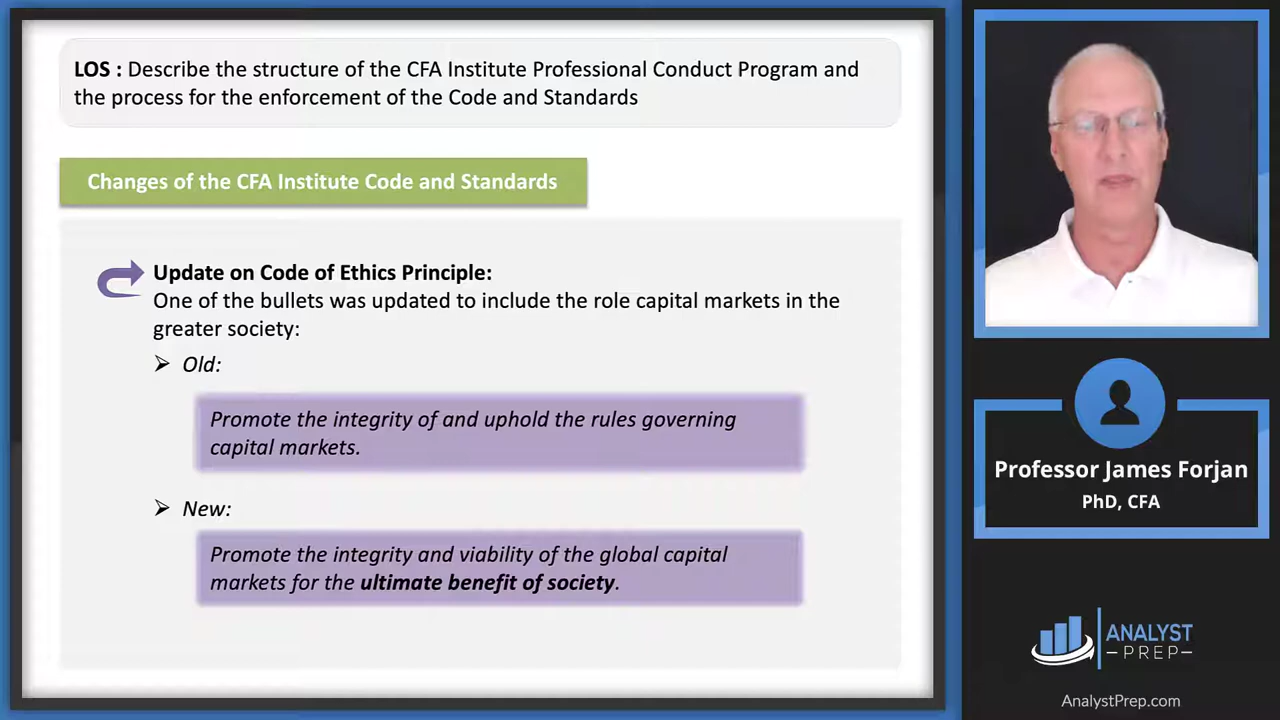 LOS : Describe the structure of the CFA Institute Professional Conduct Program and
the process for the enforcement of the Code and Standards
Changes of the CFA Institute Code and Standards
Update on Code of Ethics Principle:
One of the bullets was updated to include the role capital markets in the
greater society:
Old:
Promote the integrity of and uphold the rules governing
capital markets.
New:
Promote the integrity and viability of the global capital
markets for the ultimate benefit of society.
Professor James Forjan
PhD, CFA
ANALYST
PREP
AnalystPrep.com